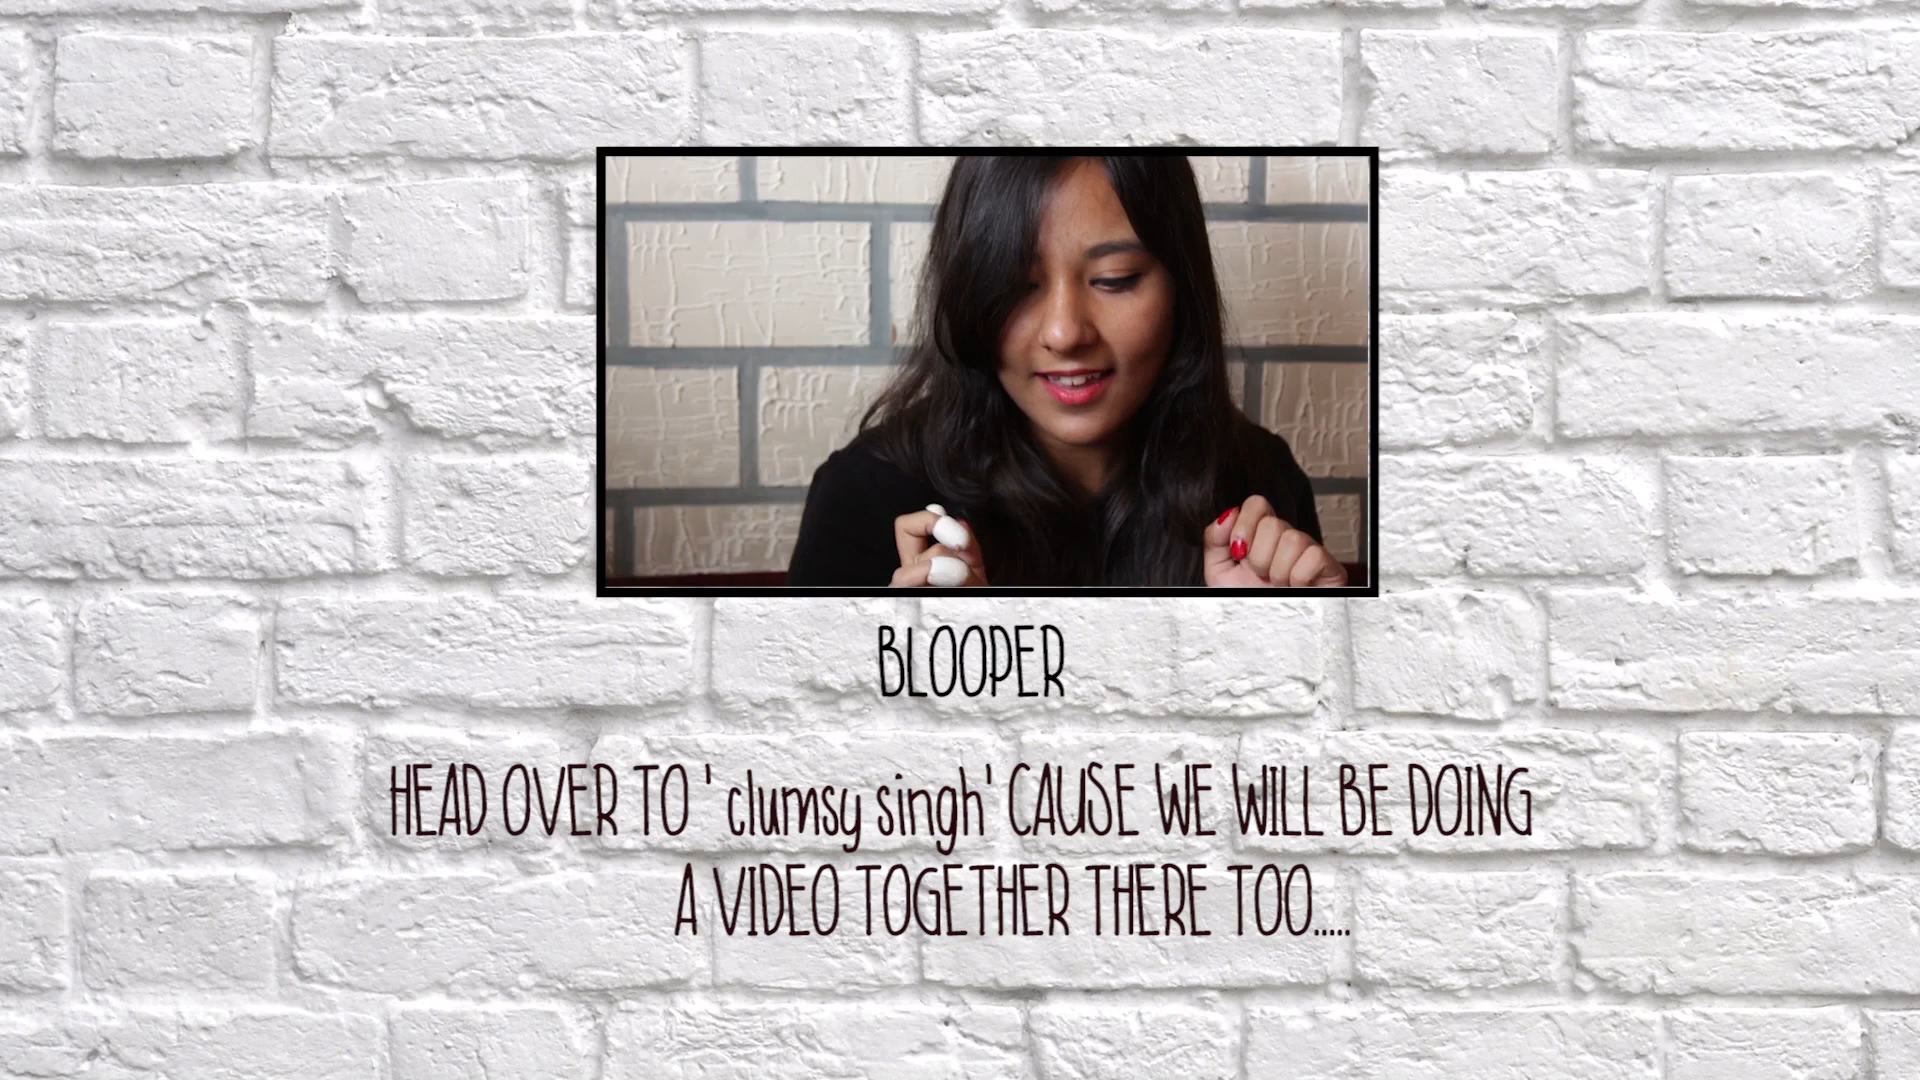 BLOOPER
HEAD OVER TO 'clumsy singh' CAUSE WE WILL BE DOING
A VIDEO TOGETHER THERE TOO.....